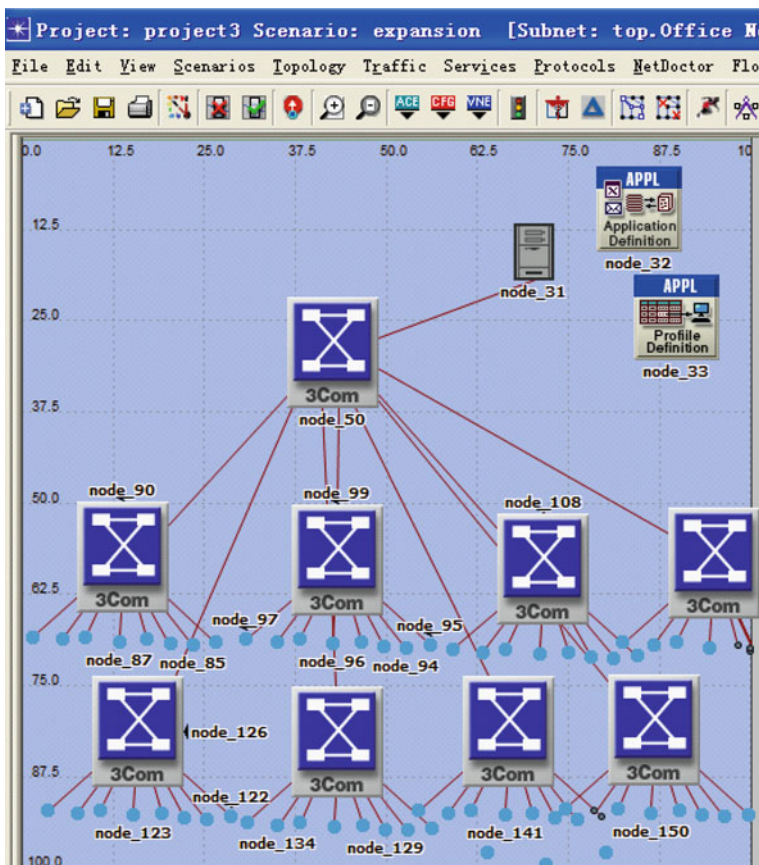 Project: project3 Scenario: expansion [Subnet: top.Office N
File Edit View Scenarios Topology Traffic Services Protocols NetDoctor Flo
ACE CFG VNE
0.0 12.5 25.0 37.5 50.0 62.5 75.0 87.5 10
APPL
Application
Definition
node_32
12.5
node_31
APPL
Profiile
Definition
node_33
25.0
3Com
node_50
37.5
node_90
node_99
node_108
50.0
62.5
3Com
3Com
3Com
3Com
node_97
node_95
node_87
node_85
node_96
node_94
75.0
node_126
87.5
3Com
3Com
3Com
3Com
node_122
node_123
node_134
node_129
node_141
node_150
100.0